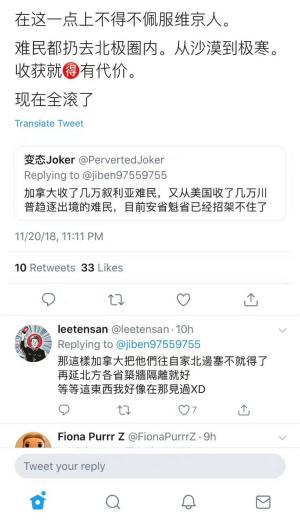 在这一点上不得不佩服维京人。
难民都扔去北极圈内。从沙漠到极寒。
收获就🉐有代价。
现在全滚了
Translate Tweet
变态Joker @PervertedJoker
Replying to @jiben97559755
加拿大收了几万叙利亚难民，又从美国收了几万川
普趋逐出境的难民，目前安省魁省已经招架不住了
11/20/18, 11:11 PM
10 Retweets 33 Likes
leetensan @leetensan · 10h
Replying to @jiben97559755
那這樣加拿大把他們往自家北邊塞不就得了
再延北方各省築牆隔離就好
等等這東西我好像在那見過XD
7
Fiona Purrr Z @FionaPurrrZ · 9h
Tweet your reply